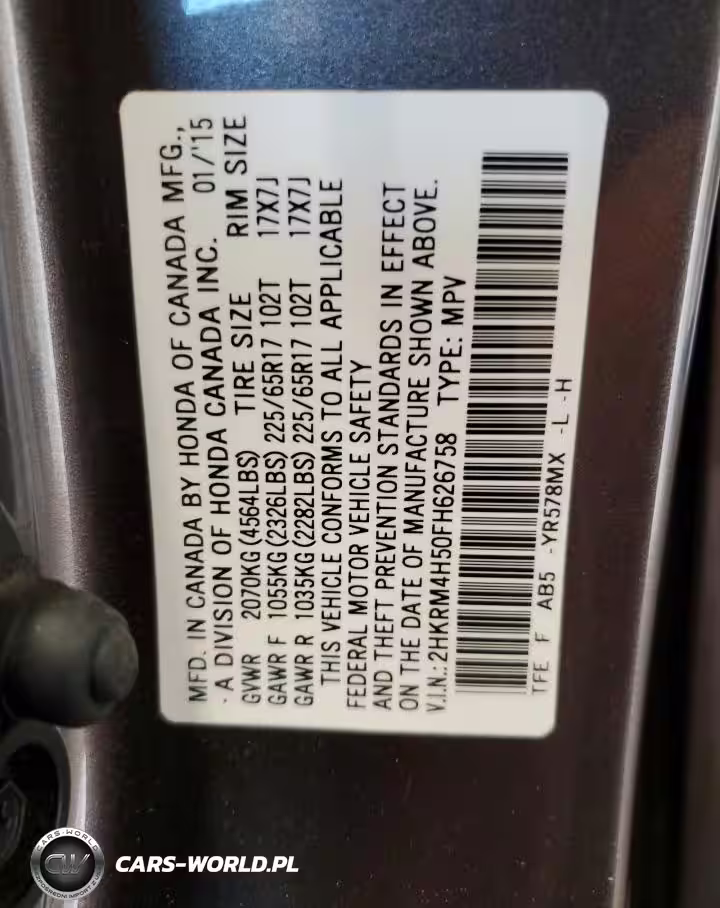 MFD. IN CANADA BY HONDA OF CANADA MFG.,
- A DIVISION OF HONDA CANADA INC. 01/'15
GVWR 2070KG(4564LBS) TIRE SIZE RIM SIZE
GAWR F 1055KG(2326LBS) 225/65R17 102T 17X7J
GAWR R 1035KG(2282LBS) 225/65R17 102T 17X7J
THIS VEHICLE CONFORMS TO ALL APPLICABLE
FEDERAL MOTOR VEHICLE SAFETY
AND THEFT PREVENTION STANDARDS IN EFFECT
ON THE DATE OF MANUFACTURE SHOWN ABOVE.
V.I.N.: 2HKRM4H50FH626758 TYPE: MPV
TFE F AB5 -YR578MX -L -H
CARS-WORLD
CW
CARS-WORLD.PL